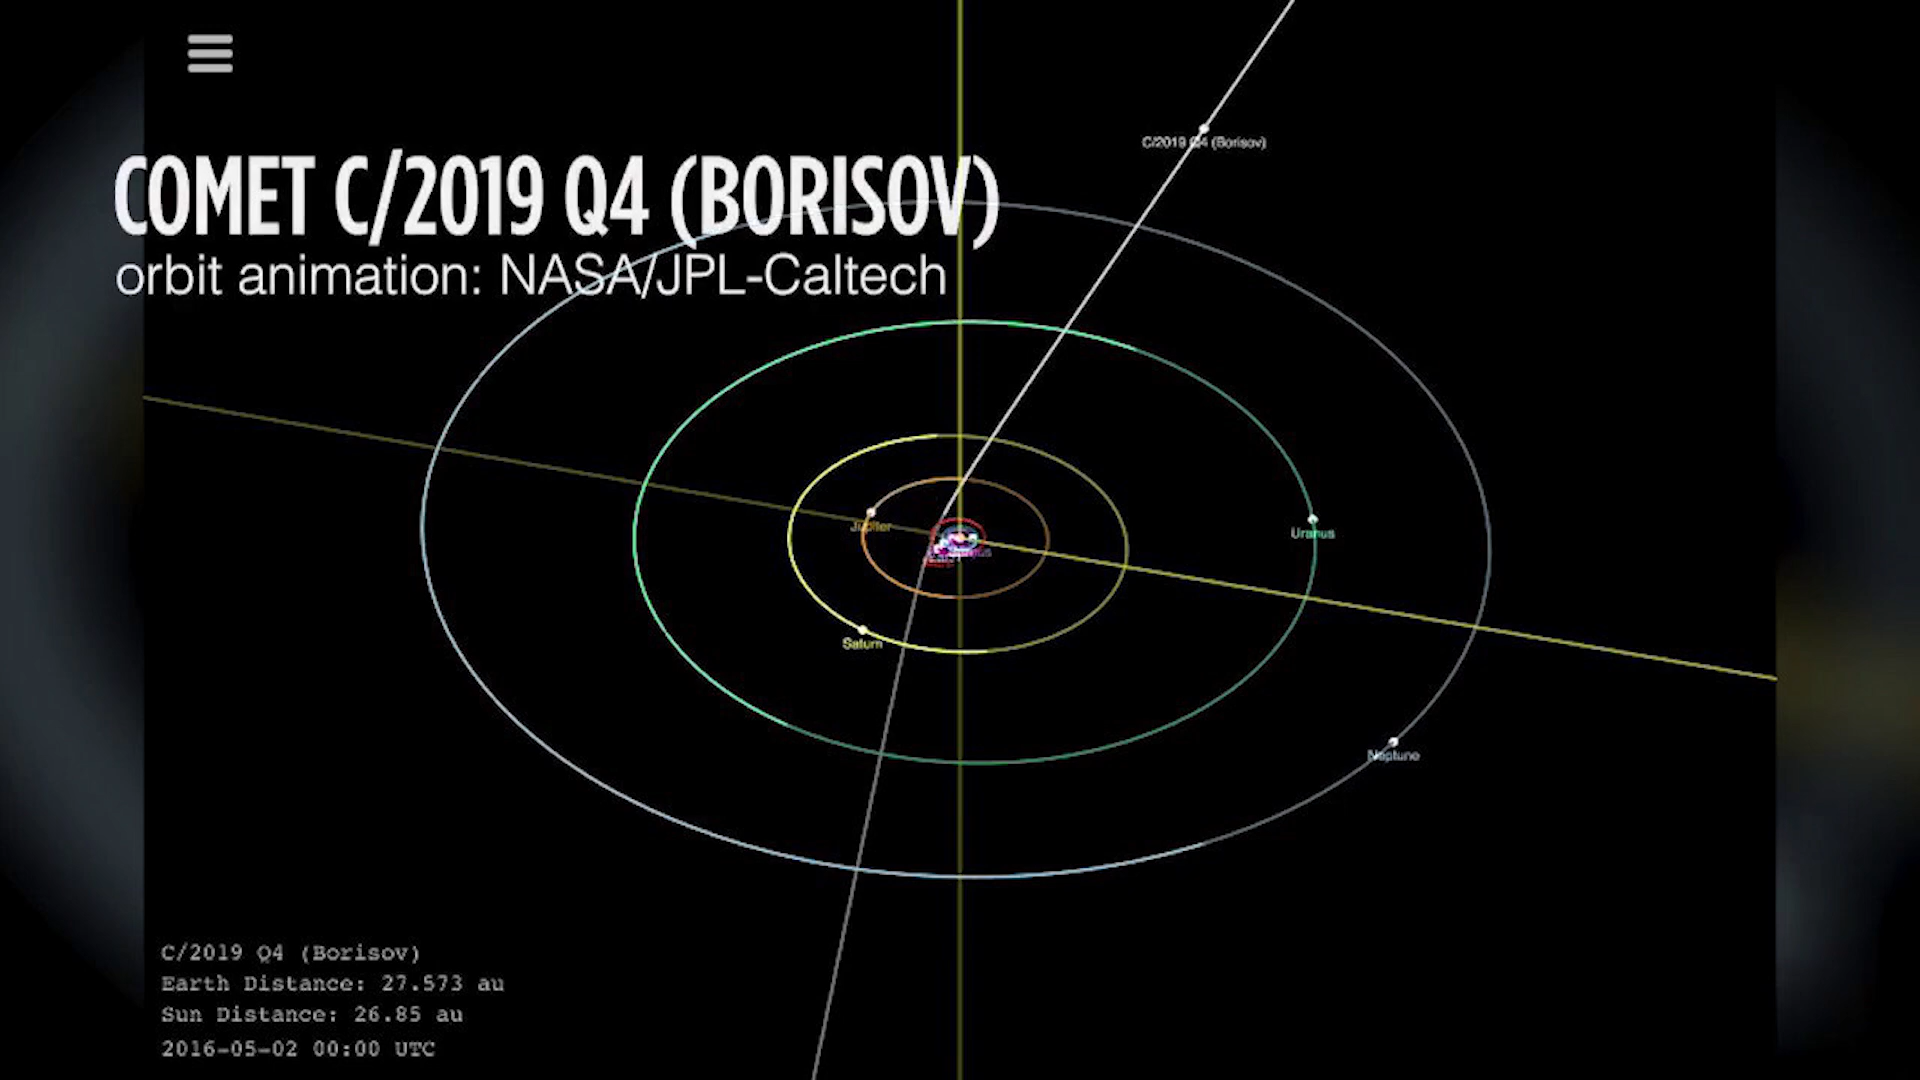 COMET C/2019 Q4 (BORISOV)
orbit animation: NASA/JPL-Caltech
C/2019 Q4 (Borisov)
Jupiter
Uranus
Saturn
Neptune
C/2019 Q4 (Borisov)
Earth Distance: 27.573 au
Sun Distance: 26.85 au
2016-05-02 00:00 UTC